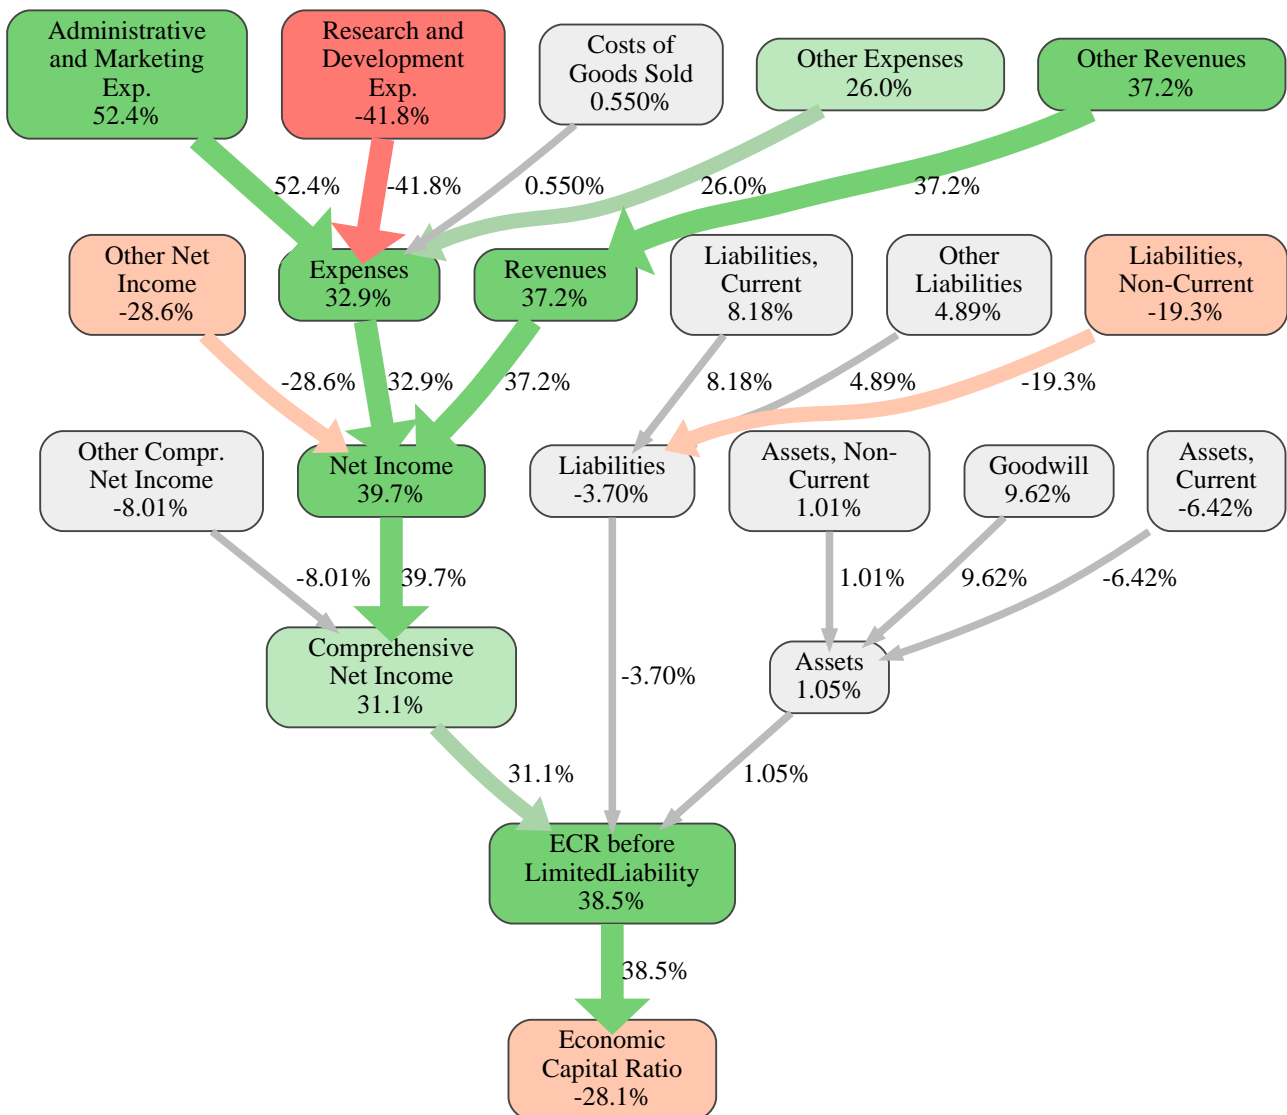 Administrative
and Marketing
Exp.
52.4%
Research and
Development
Exp.
-41.8%
Costs of
Goods Sold
0.550%
Other Expenses
26.0%
Other Revenues
37.2%
52.4%
-41.8%
0.550%
26.0%
37.2%
Other Net
Income
-28.6%
Expenses
32.9%
Revenues
37.2%
Liabilities,
Current
8.18%
Other
Liabilities
4.89%
Liabilities,
Non-Current
-19.3%
-28.6%
32.9%
37.2%
8.18%
4.89%
-19.3%
Other Compr.
Net Income
-8.01%
Net Income
39.7%
Liabilities
-3.70%
Assets, Non-
Current
1.01%
Goodwill
9.62%
Assets,
Current
-6.42%
-8.01%
39.7%
1.01%
9.62%
-6.42%
Comprehensive
Net Income
31.1%
-3.70%
Assets
1.05%
31.1%
1.05%
ECR before
LimitedLiability
38.5%
38.5%
Economic
Capital Ratio
-28.1%